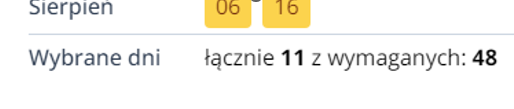 Sierpień 06 16
Wybrane dni łącznie 11 z wymaganych: 48